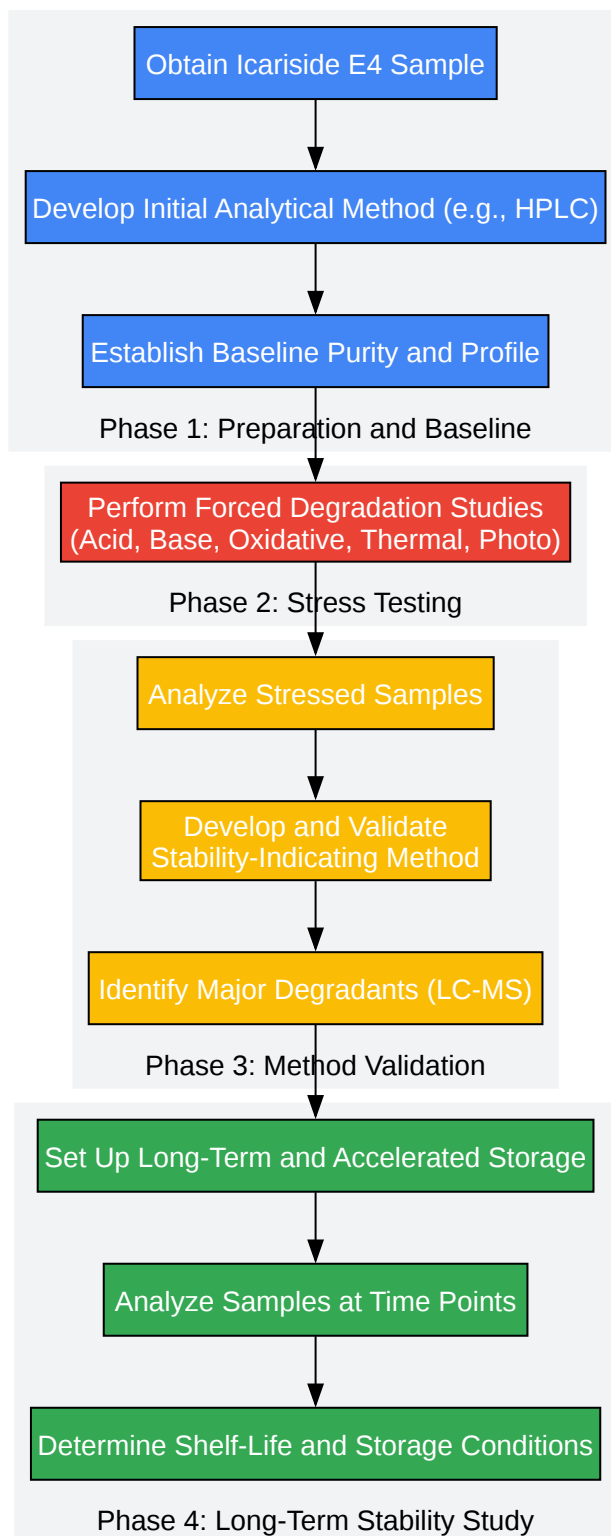 Obtain Icariside E4 Sample
Develop Initial Analytical Method (e.g., HPLC)
Establish Baseline Purity and Profile
Phase 1: Preparation and Baseline
Perform Forced Degradation Studies
(Acid, Base, Oxidative, Thermal, Photo)
Phase 2: Stress Testing
Analyze Stressed Samples
Develop and Validate
Stability-Indicating Method
Identify Major Degradants (LC-MS)
Phase 3: Method Validation
Set Up Long-Term and Accelerated Storage
Analyze Samples at Time Points
Determine Shelf-Life and Storage Conditions
Phase 4: Long-Term Stability Study